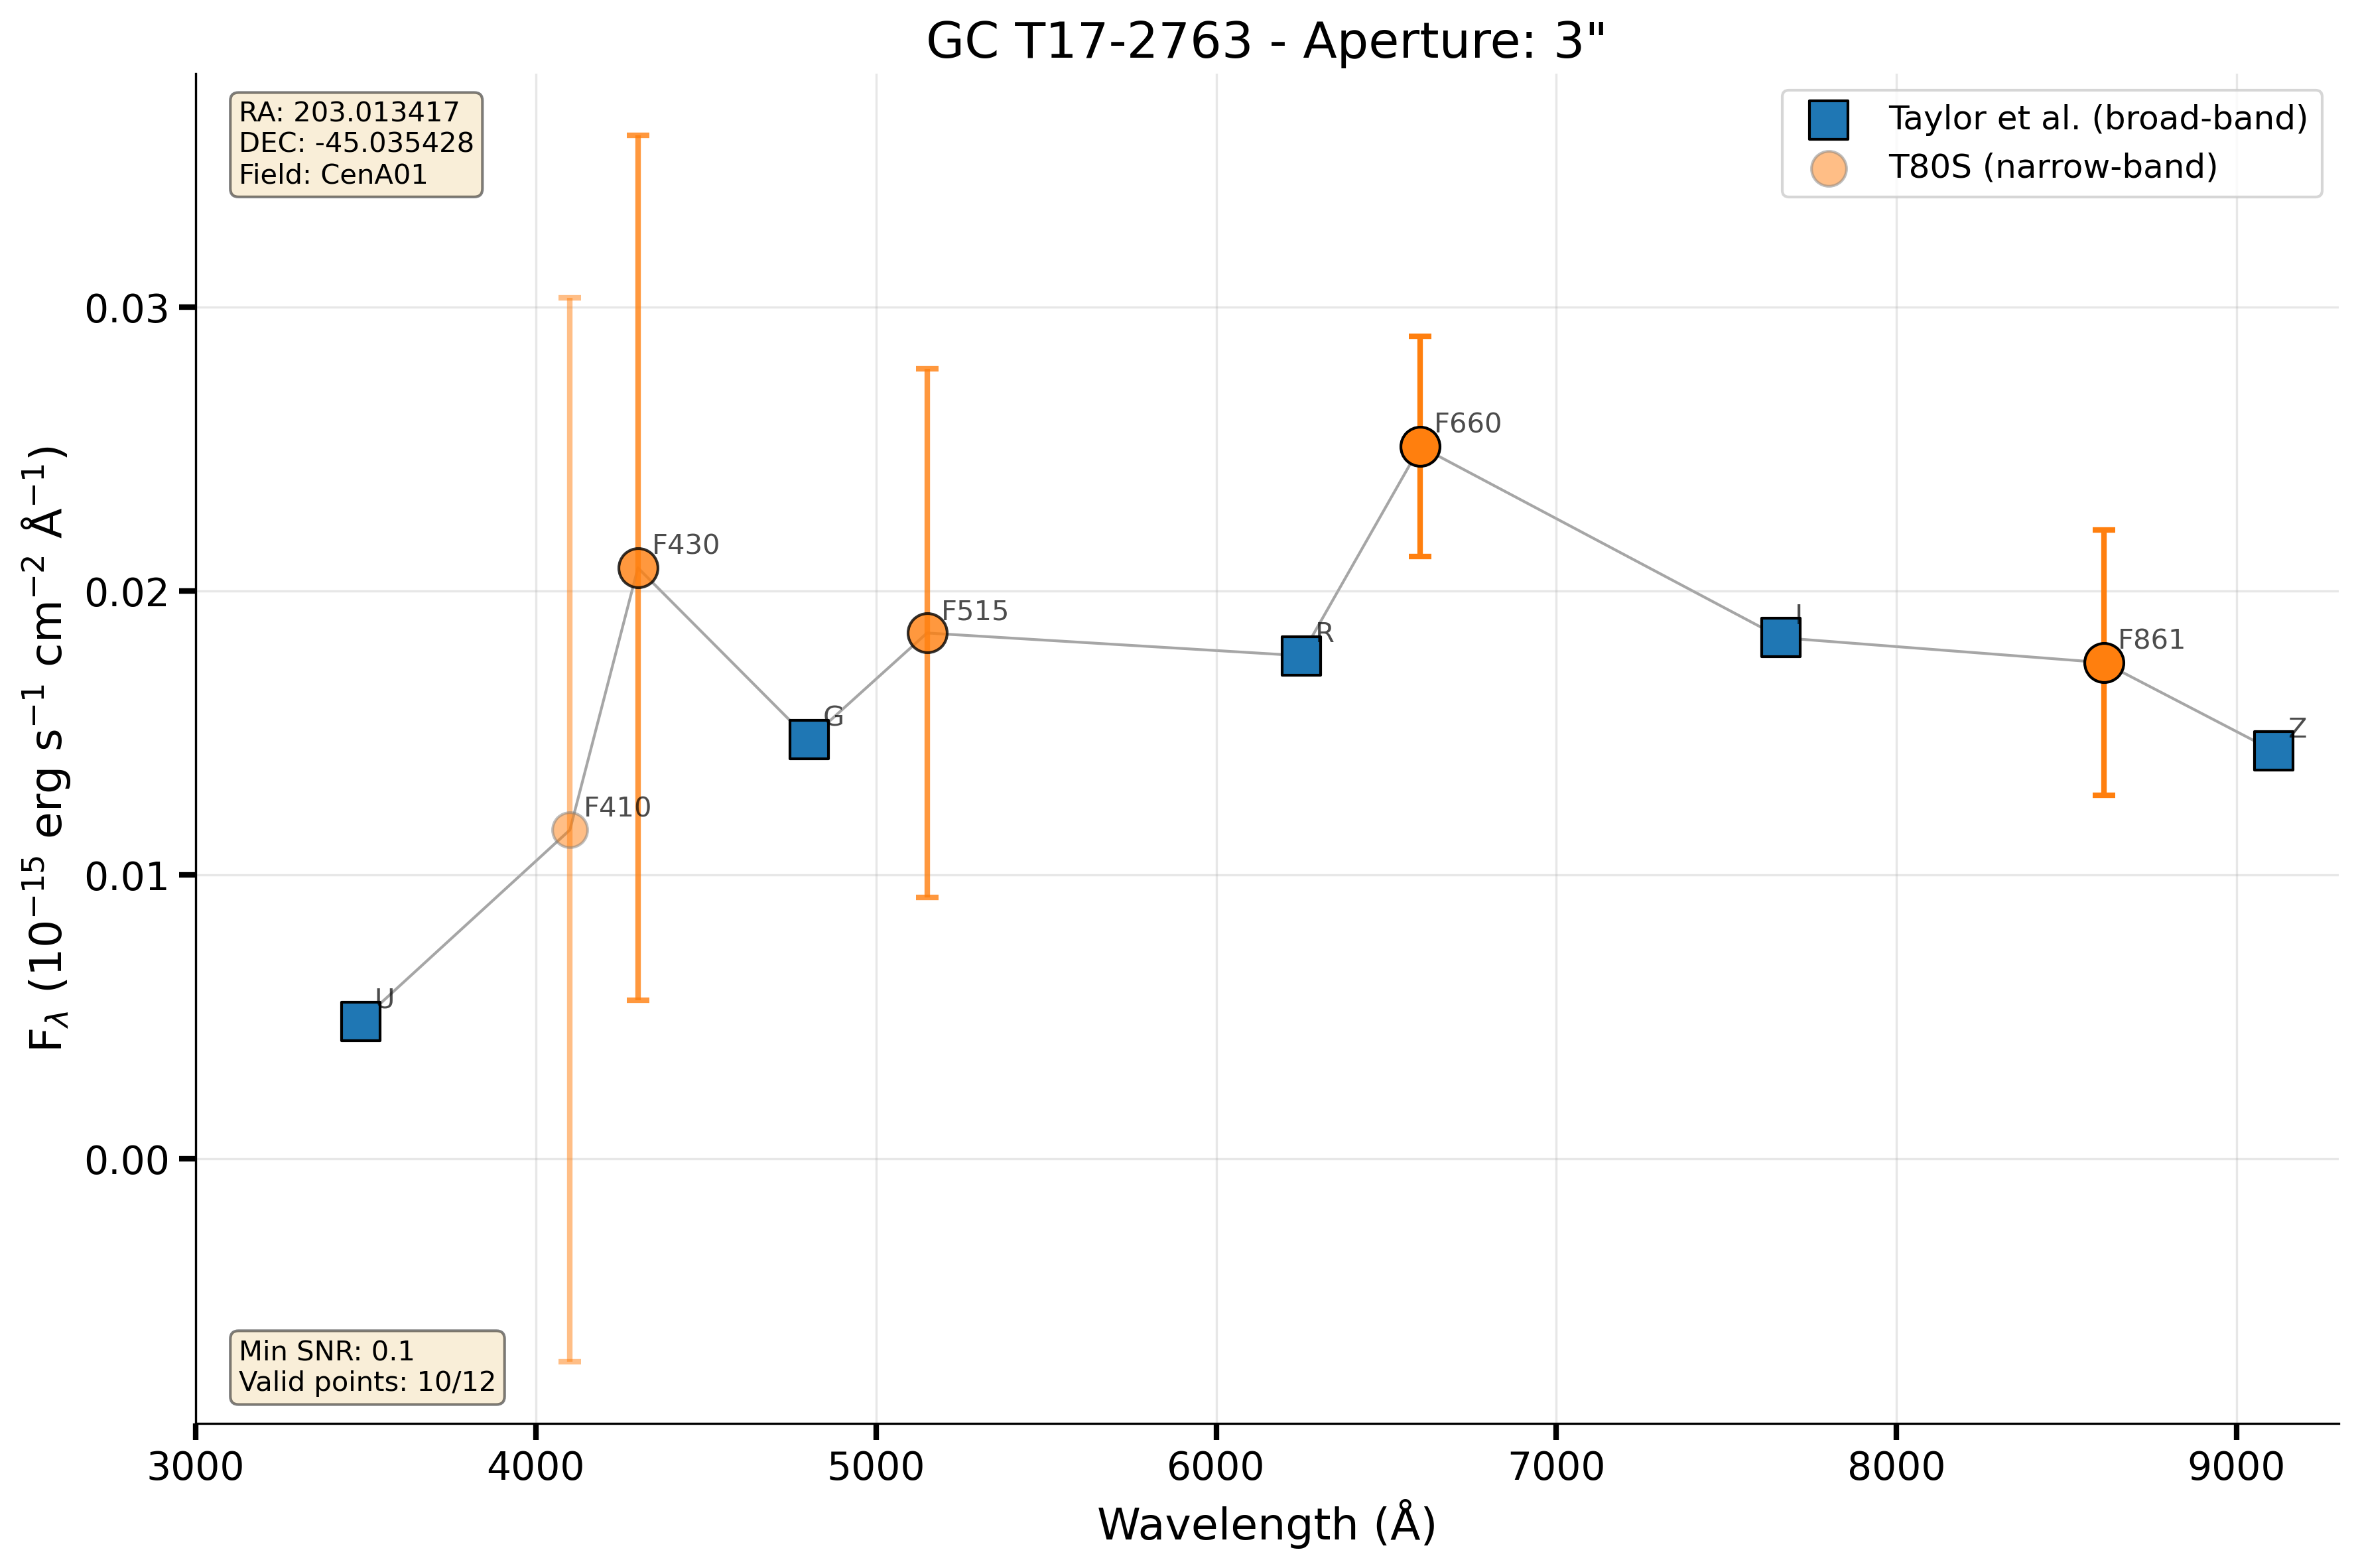 GC T17-2763 - Aperture: 3"
RA: 203.013417
DEC: -45.035428
Field: CenA01
Taylor et al. (broad-band)
T80S (narrow-band)
F660
F430
F515
R
I
F861
G
Z
F410
U
0.03
0.02
0.01
0.00
F_λ (10⁻¹⁵ erg s⁻¹ cm⁻² Å⁻¹)
Min SNR: 0.1
Valid points: 10/12
3000 4000 5000 6000 7000 8000 9000
Wavelength (Å)